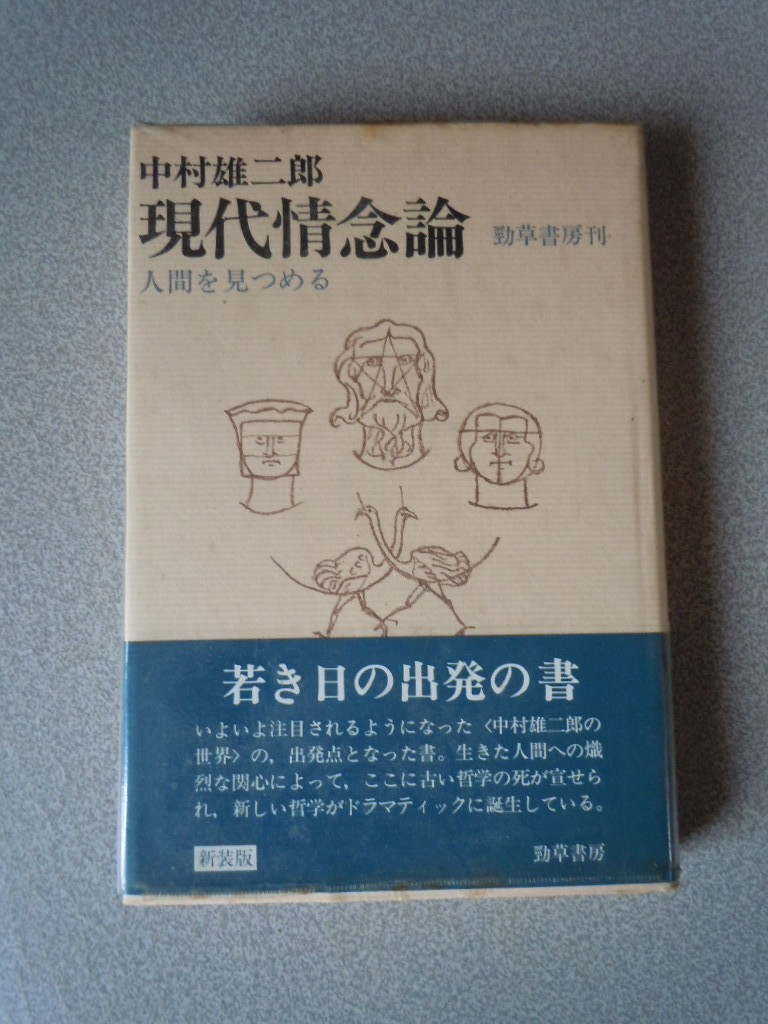 中村雄二郎
現代情念論
勁草書房刊
人間を見つめる
若き日の出発の書
いよいよ注目されるようになった〈中村雄二郎の
世界〉の，出発点となった書。生きた人間への熾
烈な関心によって，ここに古い哲学の死が宣せら
れ，新しい哲学がドラマティックに誕生している。
新装版
勁草書房